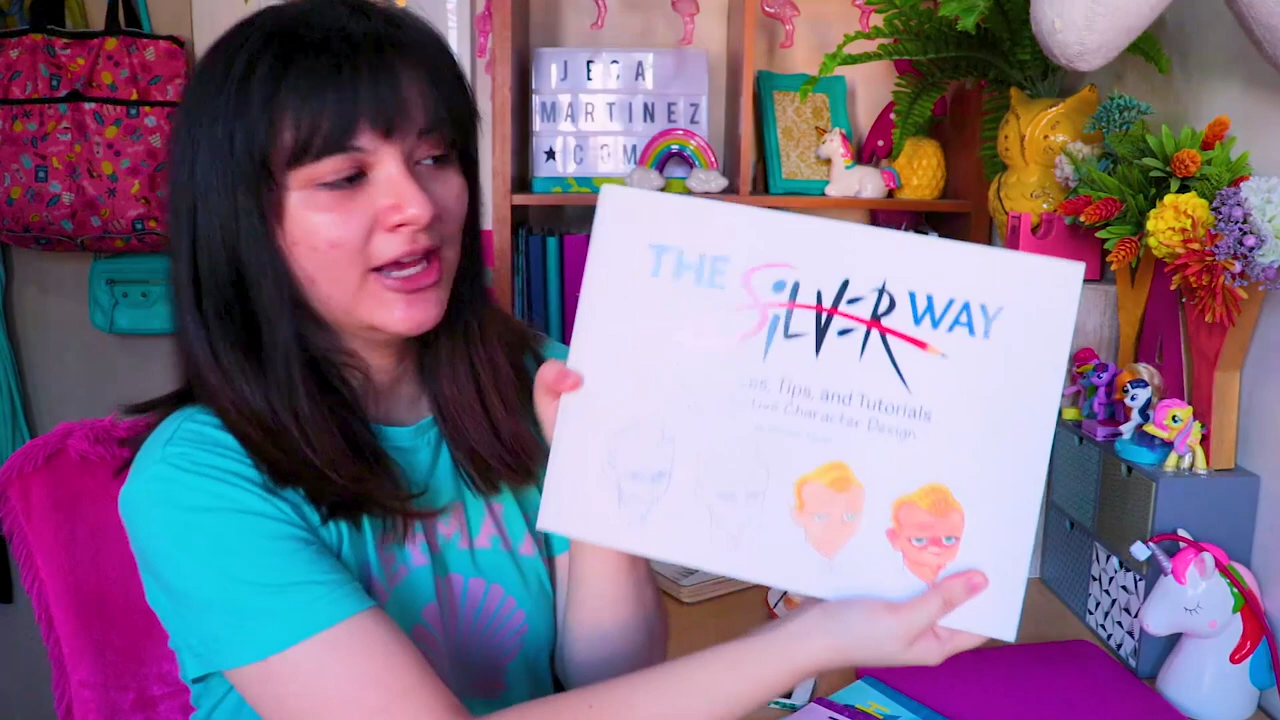 JESA
MARTINEZ
★ COM
THE SiLVER WAY
Tips, and Tutorials
Character Design